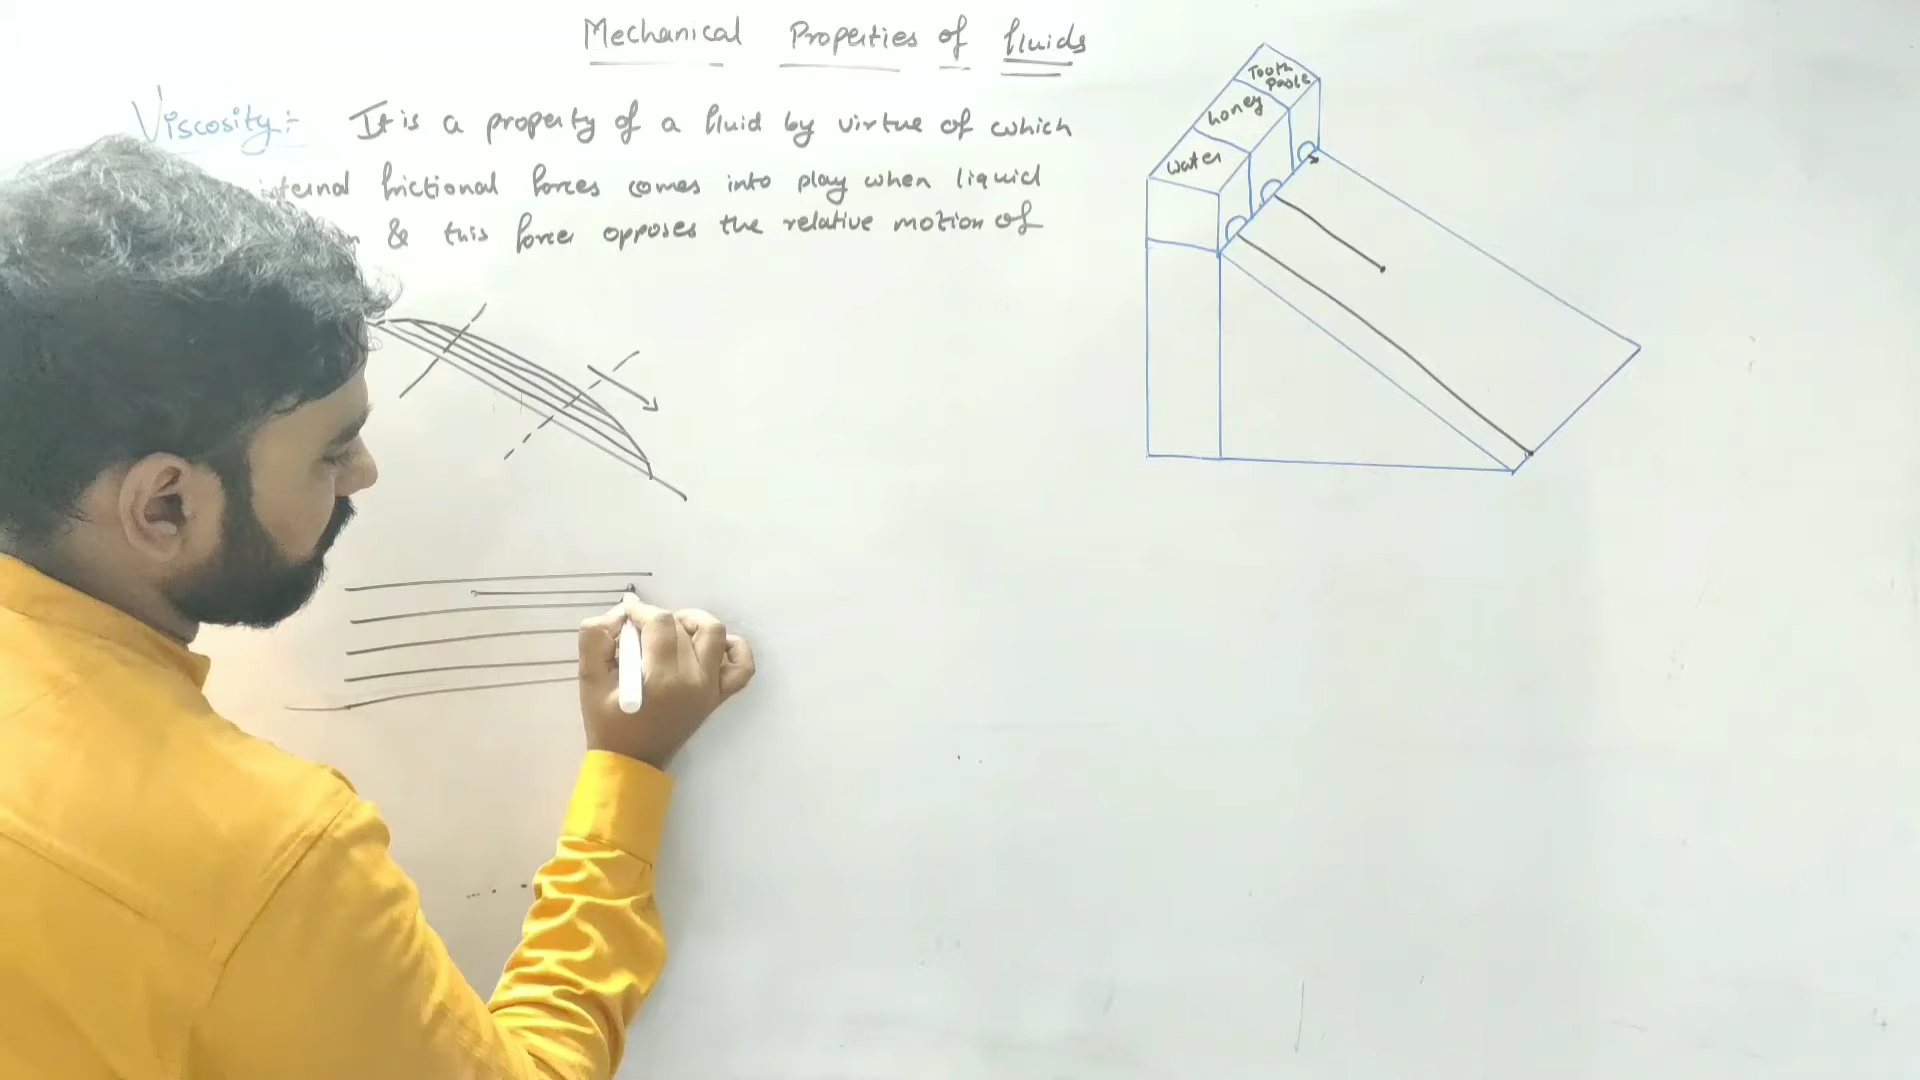 Mechanical Properties of fluids
Viscosity :- It is a property of a fluid by virtue of which
internal frictional forces comes into play when liquid
& this force opposes the relative motion of
Tooth
Paste
honey
water